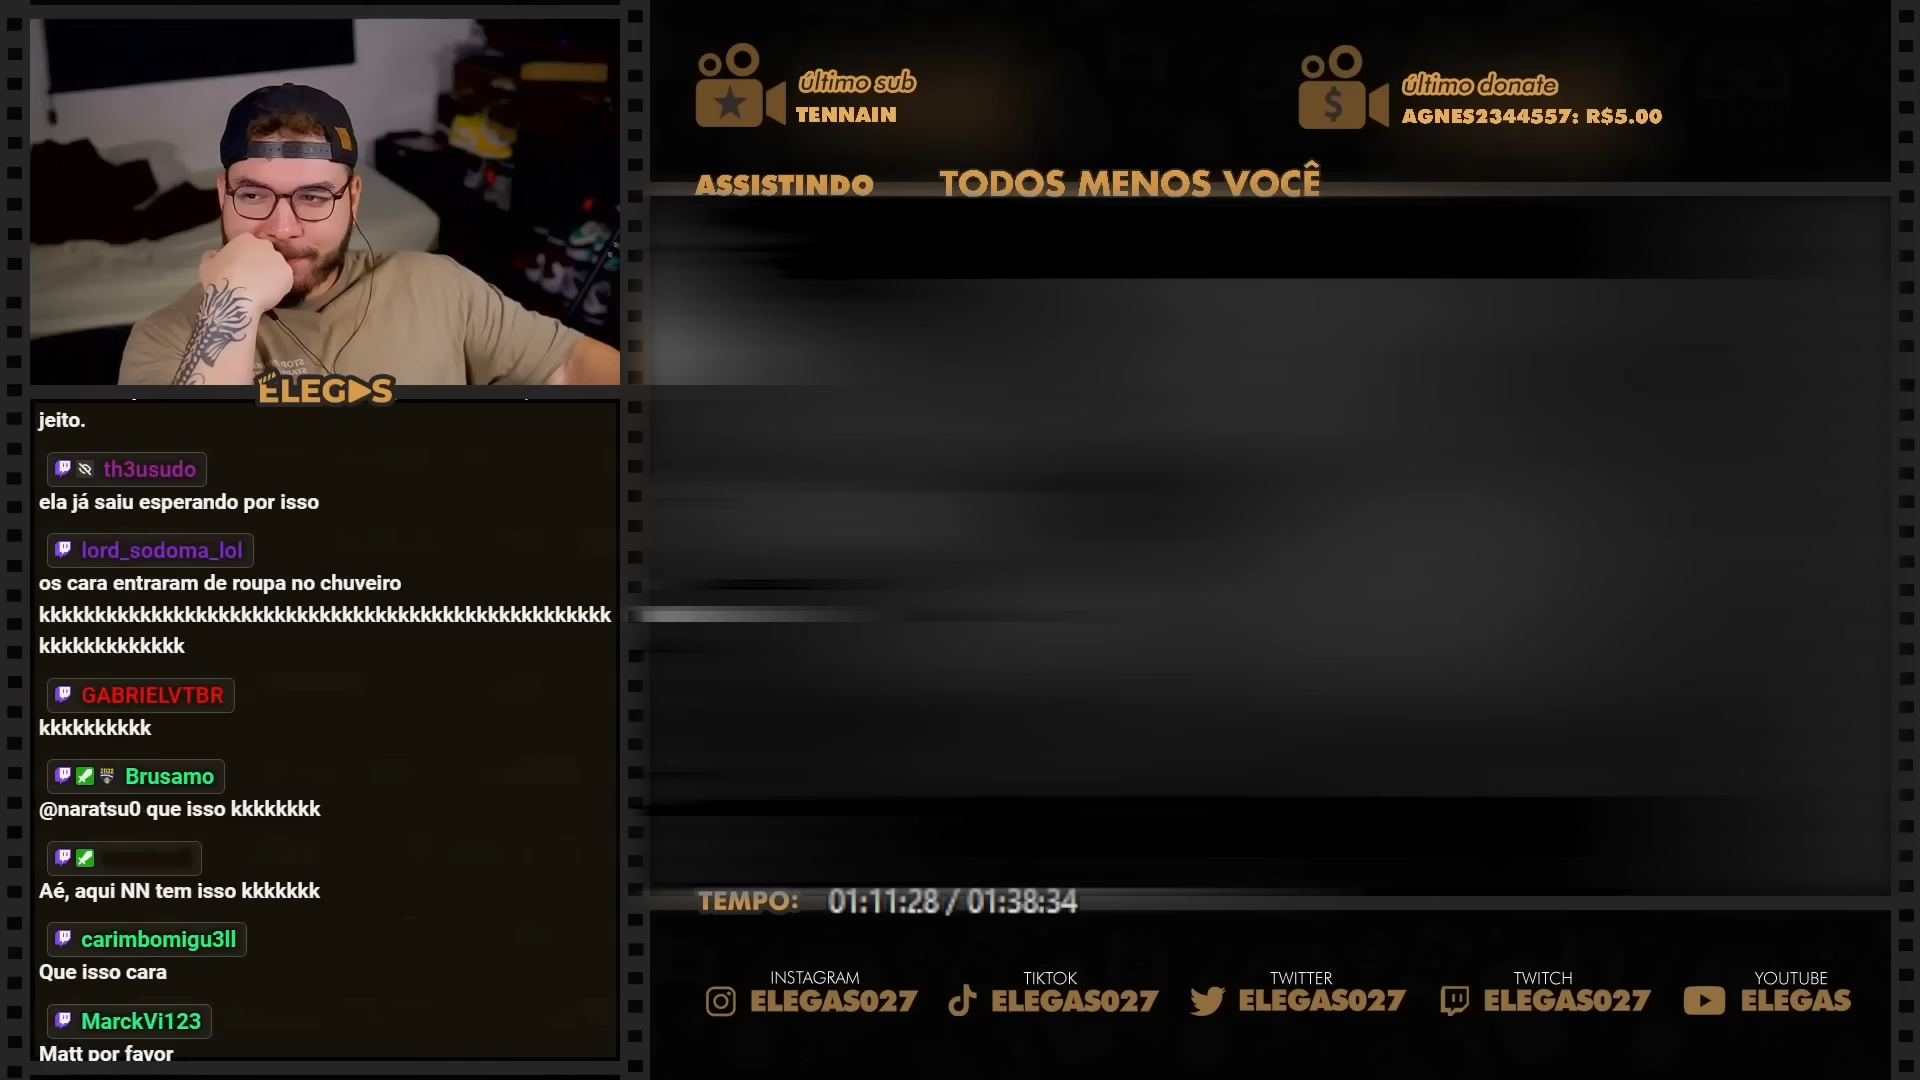 último sub
TENNAIN
último donate
AGNES2344557: R$5.00
ASSISTINDO
TODOS MENOS VOCÊ
ELEGAS
jeito.
th3usudo
ela já saiu esperando por isso
lord_sodoma_lol
os cara entraram de roupa no chuveiro
kkkkkkkkkkkkkkkkkkkkkkkkkkkkkkkkkkkkkkkkkkkkkkkkkkk
kkkkkkkkkkkkk
GABRIELVTBR
kkkkkkkkkk
Brusamo
@naratsu0 que isso kkkkkkkk
Aé, aqui NN tem isso kkkkkkk
carimbomigu3ll
Que isso cara
MarckVi123
Matt por favor
TEMPO: 01:11:28 / 01:38:34
INSTAGRAM
ELEGAS027
TIKTOK
ELEGAS027
TWITTER
ELEGAS027
TWITCH
ELEGAS027
YOUTUBE
ELEGAS